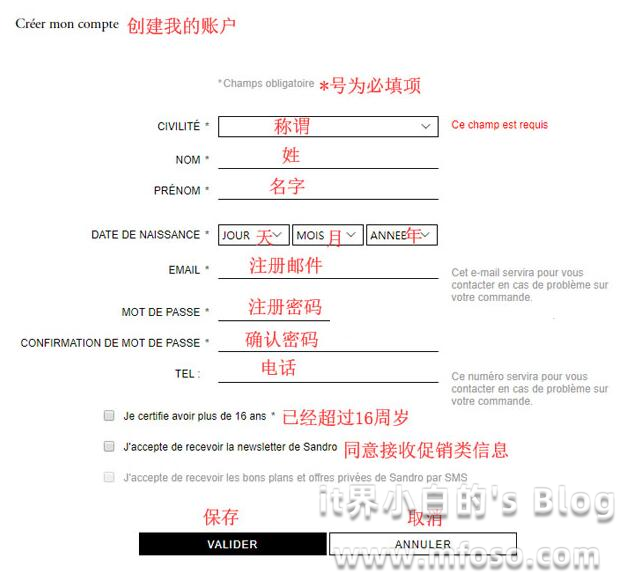 Créer mon compte 创建我的账户
*Champs obligatoire *号为必填项
CIVILITÉ * 称谓 Ce champ est requis
NOM * 姓
PRÉNOM * 名字
DATE DE NAISSANCE * JOUR 天 MOIS 月 ANNEE 年
EMAIL * 注册邮件
Cet e-mail servira pour vous
contacter en cas de problème sur
votre commande.
MOT DE PASSE * 注册密码
CONFIRMATION DE MOT DE PASSE * 确认密码
TEL : 电话
Ce numéro servira pour vous
contacter en cas de problème sur
votre commande.
Je certifie avoir plus de 16 ans * 已经超过16周岁
J'accepte de recevoir la newsletter de Sandro 同意接收促销类信息
J'accepte de recevoir les bons plans et offres privées de Sandro par SMS
it界小白的's Blog
保存 取消
VALIDER ANNULER
www.mfoso.com